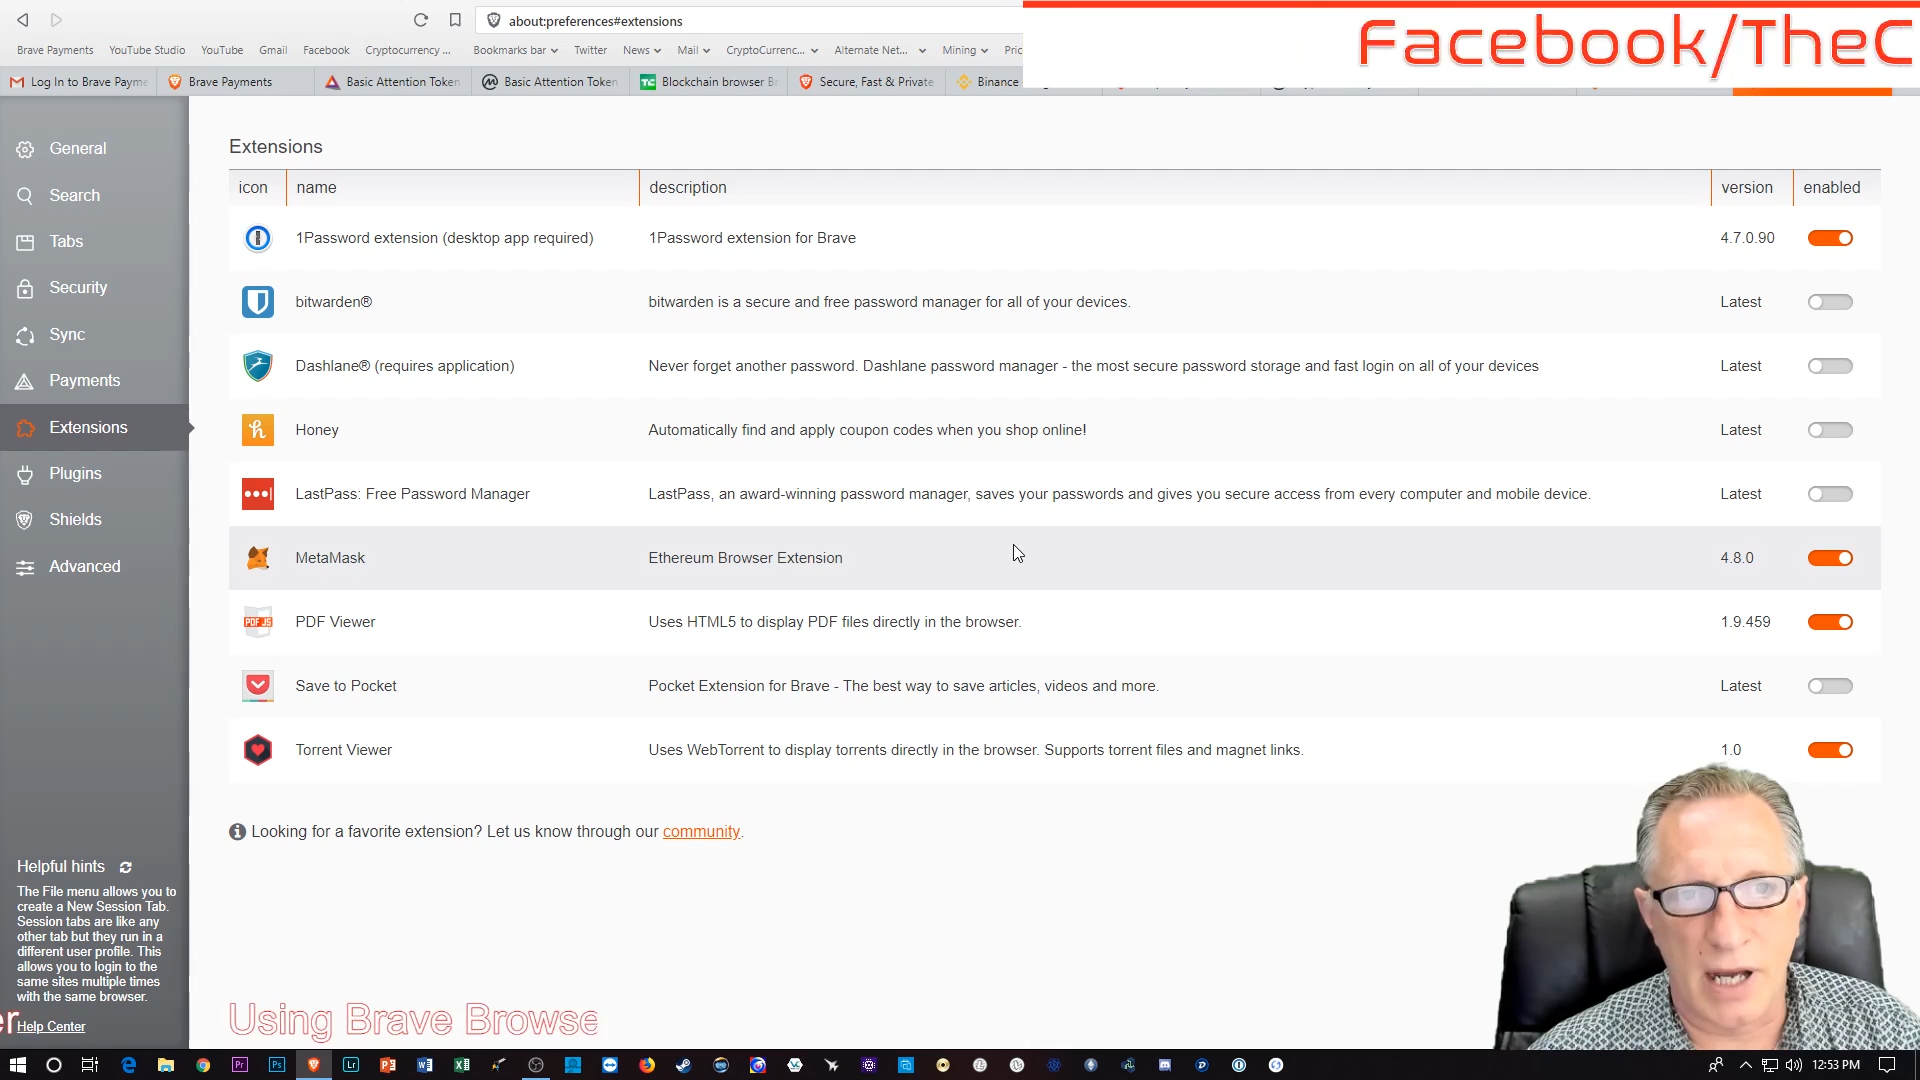 about:preferences#extensions
Facebook/TheC
Brave Payments YouTube Studio YouTube Gmail Facebook Cryptocurrency ... Bookmarks bar Twitter News Mail CryptoCurrenc... Alternate Net... Mining Pric
Log In to Brave Payme Brave Payments Basic Attention Token Basic Attention Token Blockchain browser Br Secure, Fast & Private Binance
General
Search
Tabs
Security
Sync
Payments
Extensions
Plugins
Shields
Advanced
Extensions
icon name description version enabled
1Password extension (desktop app required) 1Password extension for Brave 4.7.0.90
bitwarden® bitwarden is a secure and free password manager for all of your devices. Latest
Dashlane® (requires application) Never forget another password. Dashlane password manager - the most secure password storage and fast login on all of your devices Latest
Honey Automatically find and apply coupon codes when you shop online! Latest
LastPass: Free Password Manager LastPass, an award-winning password manager, saves your passwords and gives you secure access from every computer and mobile device. Latest
MetaMask Ethereum Browser Extension 4.8.0
PDF JS PDF Viewer Uses HTML5 to display PDF files directly in the browser. 1.9.459
Save to Pocket Pocket Extension for Brave - The best way to save articles, videos and more. Latest
Torrent Viewer Uses WebTorrent to display torrents directly in the browser. Supports torrent files and magnet links. 1.0
Looking for a favorite extension? Let us know through our community.
Helpful hints
The File menu allows you to
create a New Session Tab.
Session tabs are like any
other tab but they run in a
different user profile. This
allows you to login to the
same sites multiple times
with the same browser.
er Help Center
Using Brave Browse
12:53 PM